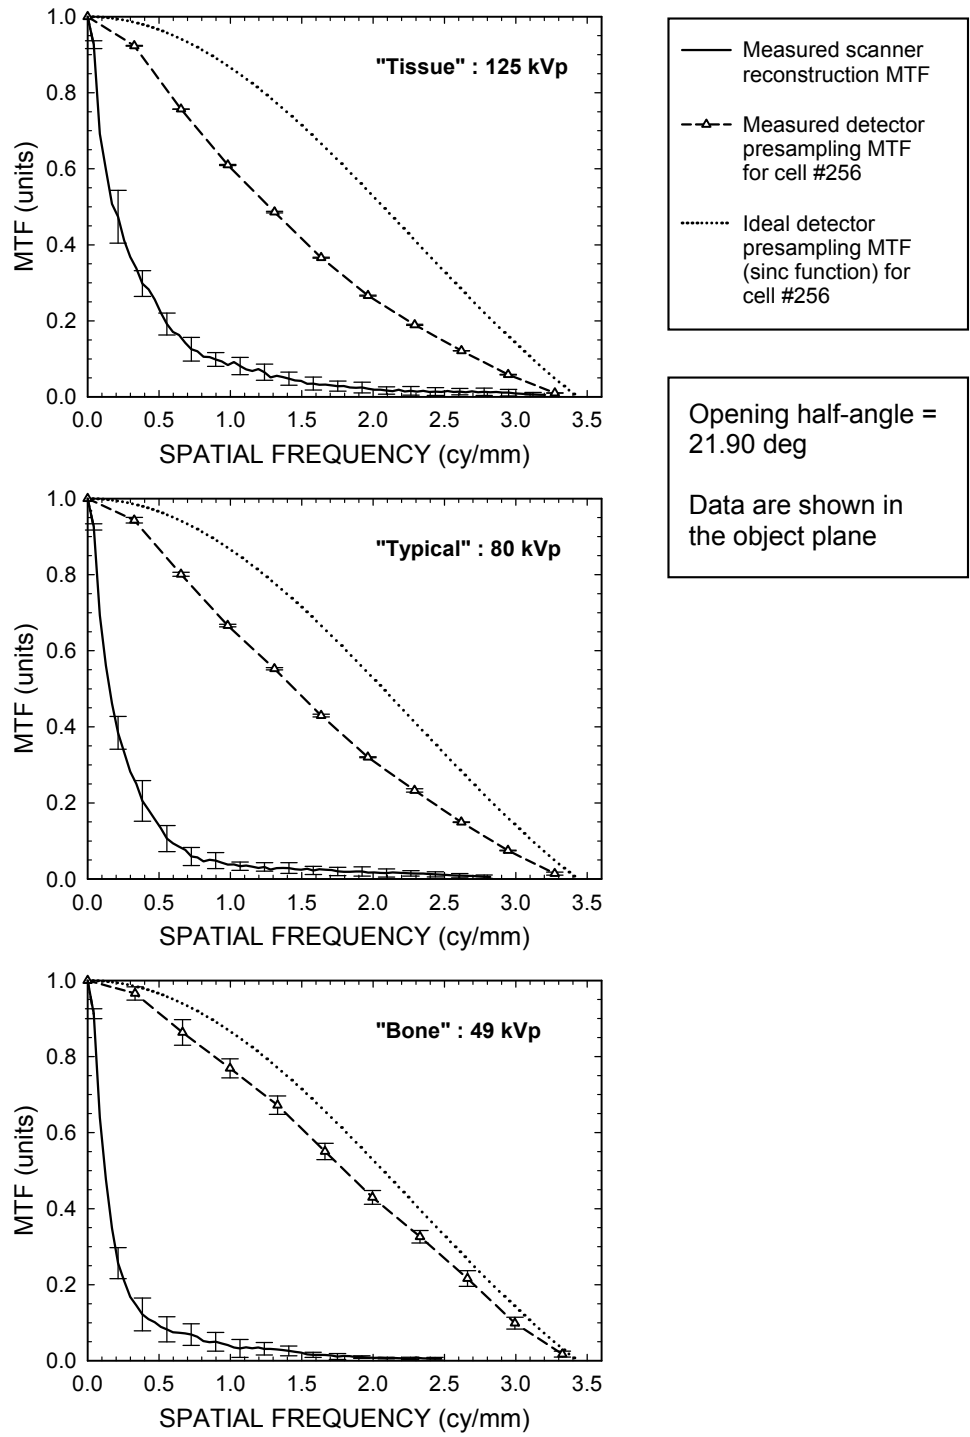 1.0
0.8
0.6
0.4
0.2
0.0
MTF (units)
"Tissue" : 125 kVp
0.0 0.5 1.0 1.5 2.0 2.5 3.0 3.5
SPATIAL FREQUENCY (cy/mm)
1.0
0.8
0.6
0.4
0.2
0.0
MTF (units)
"Typical" : 80 kVp
0.0 0.5 1.0 1.5 2.0 2.5 3.0 3.5
SPATIAL FREQUENCY (cy/mm)
1.0
0.8
0.6
0.4
0.2
0.0
MTF (units)
"Bone" : 49 kVp
0.0 0.5 1.0 1.5 2.0 2.5 3.0 3.5
SPATIAL FREQUENCY (cy/mm)
Measured scanner
reconstruction MTF
Measured detector
presampling MTF
for cell #256
Ideal detector
presampling MTF
(sinc function) for
cell #256
Opening half-angle =
21.90 deg
Data are shown in
the object plane